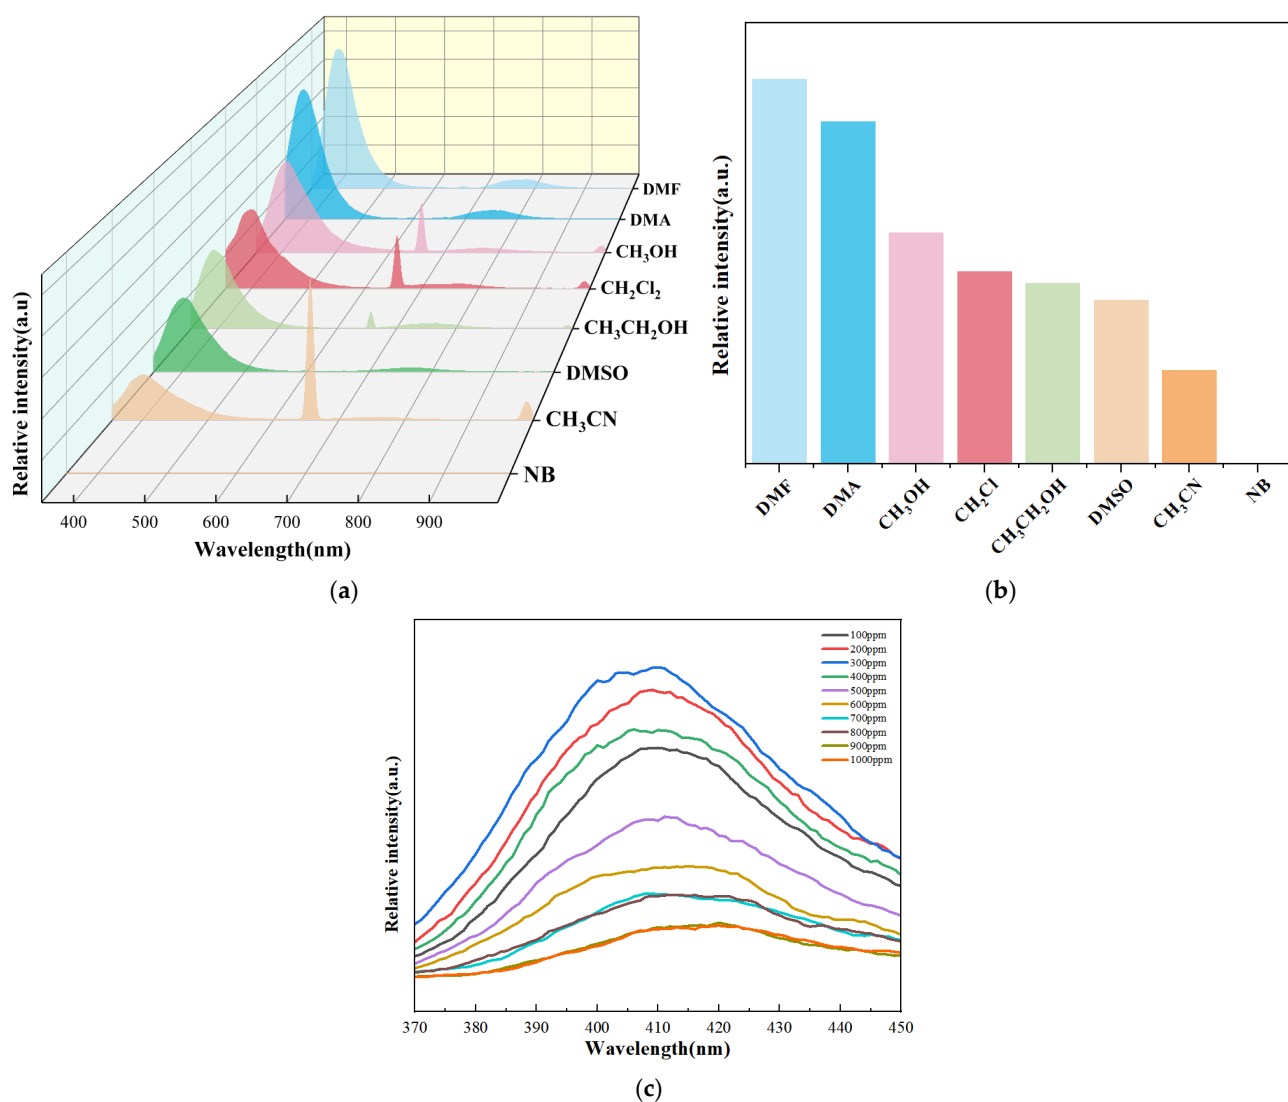 Relative intensity(a.u)
DMF
DMA
CH₃OH
CH₂Cl₂
CH₃CH₂OH
DMSO
CH₃CN
NB
400 500 600 700 800 900
Wavelength(nm)
(a)
Relative intensity(a.u.)
DMF DMA CH₃OH CH₂Cl CH₃CH₂OH DMSO CH₃CN NB
(b)
Relative intensity(a.u.)
100ppm
200ppm
300ppm
400ppm
500ppm
600ppm
700ppm
800ppm
900ppm
1000ppm
370 380 390 400 410 420 430 440 450
Wavelength(nm)
(c)